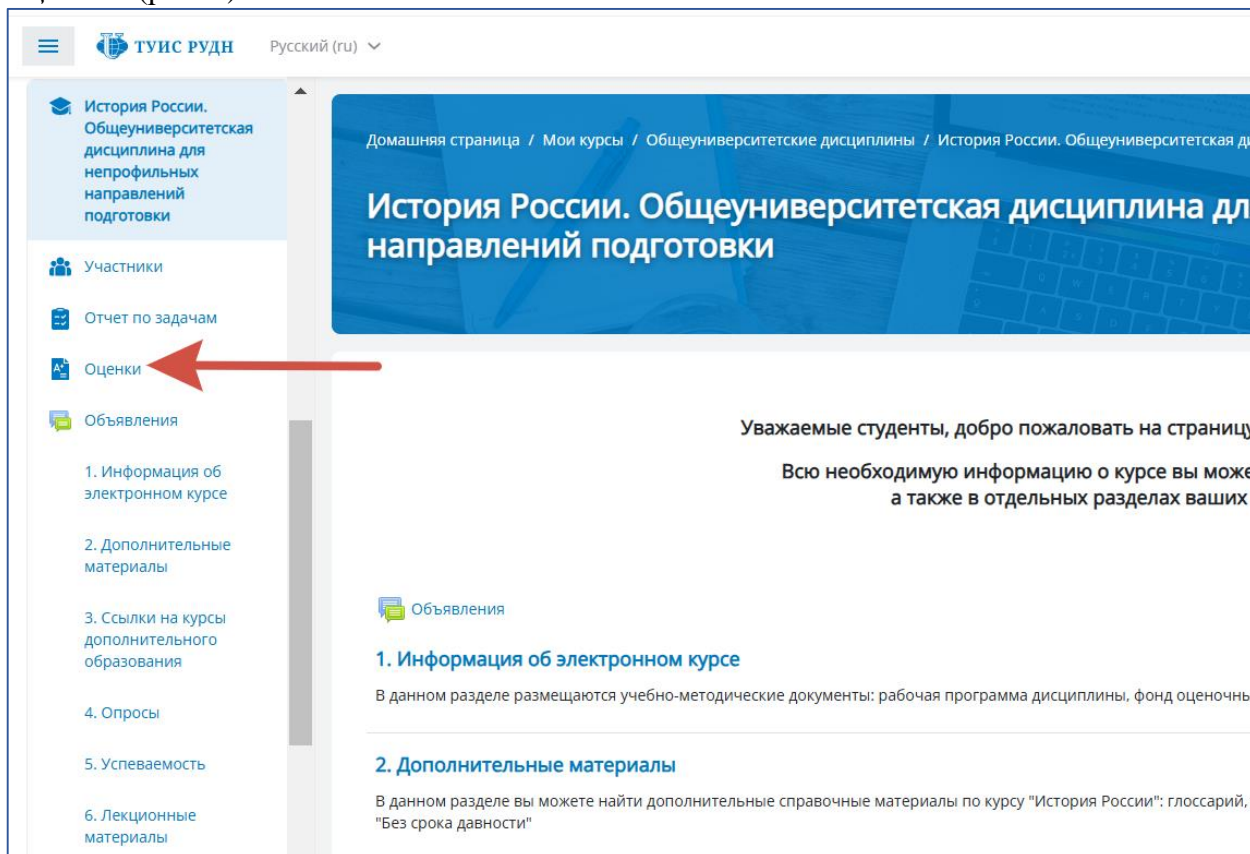 ТУИС РУДН
Русский (ru)
История России.
Общеуниверситетская
дисциплина для
непрофильных
направлений
подготовки
Участники
Отчет по задачам
Оценки
Объявления
1. Информация об
электронном курсе
2. Дополнительные
материалы
3. Ссылки на курсы
дополнительного
образования
4. Опросы
5. Успеваемость
6. Лекционные
материалы
Домашняя страница / Мои курсы / Общеуниверситетские дисциплины / История России. Общеуниверситетская ди
История России. Общеуниверситетская дисциплина дл
направлений подготовки
Уважаемые студенты, добро пожаловать на страницу
Всю необходимую информацию о курсе вы може
а также в отдельных разделах ваших
Объявления
1. Информация об электронном курсе
В данном разделе размещаются учебно-методические документы: рабочая программа дисциплины, фонд оценочны
2. Дополнительные материалы
В данном разделе вы можете найти дополнительные справочные материалы по курсу "История России": глоссарий,
"Без срока давности"